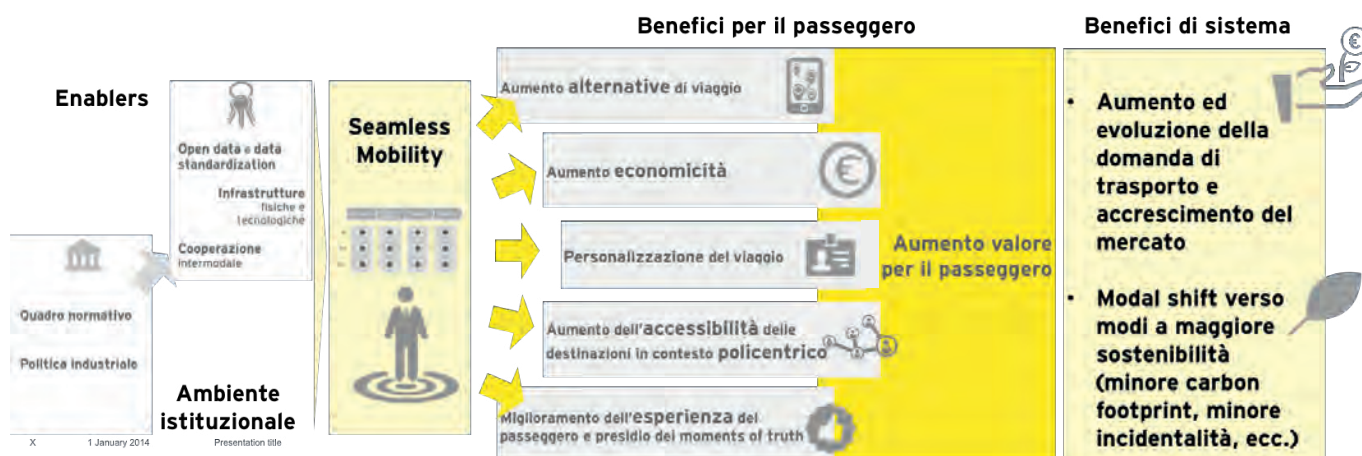 Benefici per il passeggero
Benefici di sistema
Enablers
Open data e data
standardization
Infrastrutture
fisiche e
tecnologiche
Cooperazione
intermodale
Quadro normativo
Politica industriale
Ambiente
istituzionale
Seamless
Mobility
Aumento alternative di viaggio
Aumento economicità
€
Personalizzazione del viaggio
Aumento dell'accessibilità delle
destinazioni in contesto policentrico
Miglioramento dell'esperienza del
passeggero e presidio dei moments of truth
Aumento valore
per il passeggero
€
• Aumento ed
evoluzione della
domanda di
trasporto e
accrescimento del
mercato
• Modal shift verso
modi a maggiore
sostenibilità
(minore carbon
footprint, minore
incidentalità, ecc.)
X 1 January 2014 Presentation title